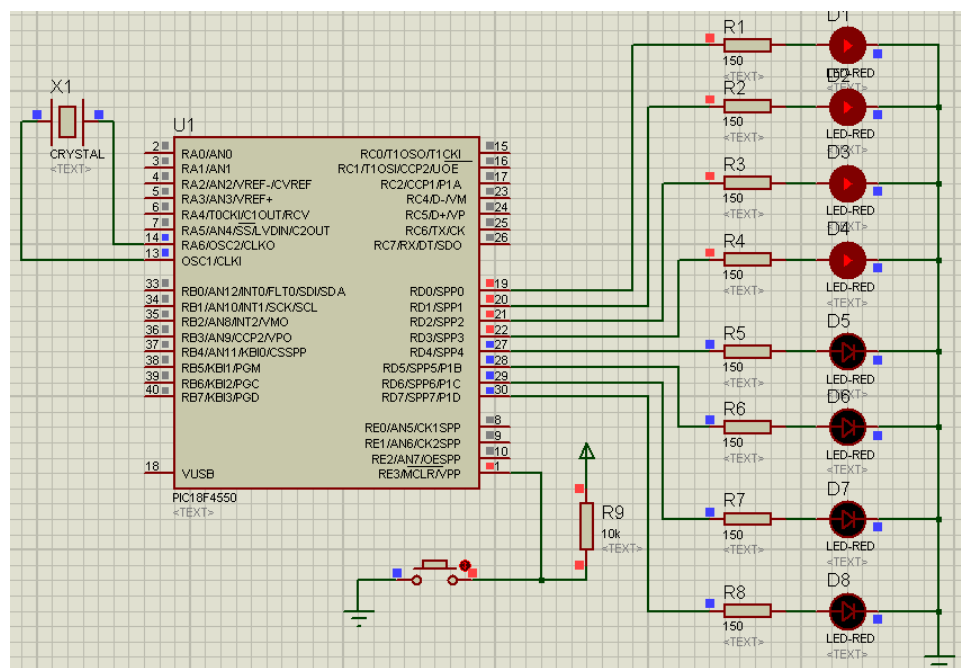 X1
CRYSTAL
<TEXT>
U1
2 RA0/AN0
3 RA1/AN1
4 RA2/AN2/VREF-/CVREF
5 RA3/AN3/VREF+
6 RA4/T0CKI/C1OUT/RCV
7 RA5/AN4/SS/LVDIN/C2OUT
14 RA6/OSC2/CLKO
13 OSC1/CLKI
33 RB0/AN12/INT0/FLT0/SDI/SDA
34 RB1/AN10/INT1/SCK/SCL
35 RB2/AN8/INT2/VMO
36 RB3/AN9/CCP2/VPO
37 RB4/AN11/KBI0/CSSPP
38 RB5/KBI1/PGM
39 RB6/KBI2/PGC
40 RB7/KBI3/PGD
18 VUSB
RC0/T1OSO/T1CKI 15
RC1/T1OSI/CCP2/UOE 16
RC2/CCP1/P1A 17
RC4/D-/VM 23
RC5/D+/VP 24
RC6/TX/CK 25
RC7/RX/DT/SDO 26
RD0/SPP0 19
RD1/SPP1 20
RD2/SPP2 21
RD3/SPP3 22
RD4/SPP4 27
RD5/SPP5/P1B 28
RD6/SPP6/P1C 29
RD7/SPP7/P1D 30
RE0/AN5/CK1SPP 8
RE1/AN6/CK2SPP 9
RE2/AN7/OESPP 10
RE3/MCLR/VPP 1
PIC18F4550
<TEXT>
R9
10k
<TEXT>
R1
150
<TEXT>
D1
LED-RED
<TEXT>
R2
150
<TEXT>
D2
LED-RED
<TEXT>
R3
150
<TEXT>
D3
LED-RED
<TEXT>
R4
150
<TEXT>
D4
LED-RED
<TEXT>
R5
150
<TEXT>
D5
LED-RED
<TEXT>
R6
150
<TEXT>
D6
LED-RED
<TEXT>
R7
150
<TEXT>
D7
LED-RED
<TEXT>
R8
150
<TEXT>
D8
LED-RED
<TEXT>